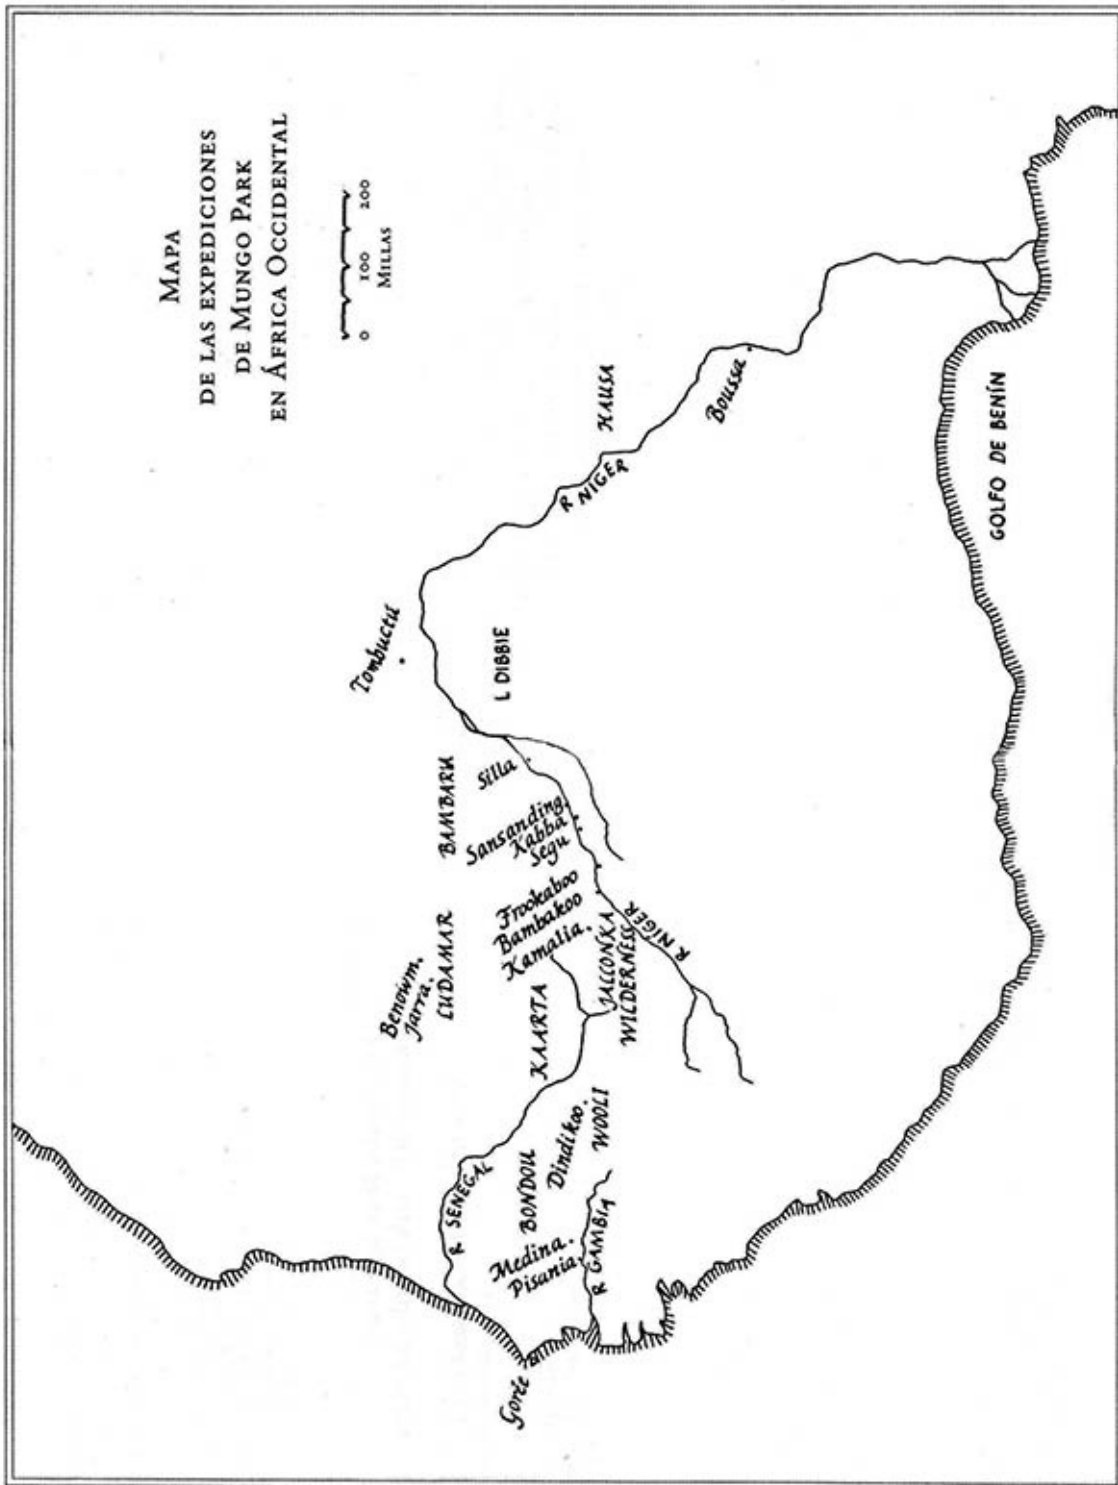 MAPA
DE LAS EXPEDICIONES
DE MUNGO PARK
EN ÁFRICA OCCIDENTAL
0 100 200
MILLAS
Tombuctú
L DIBBIE
R NIGER
HAUSA
Boussa
GOLFO DE BENÍN
BAMBARU
Silla
Sansanding
Kabba
Segu
Benowm
Jarra
LUDAMAR
Frookaboo
Bambakoo
Kamalia
KAARTA
JALLONKA
WILDERNESS
R NIGER
R SENEGAL
BONDOU
Dindikoo
WOOLI
Medina
Pisania
R GAMBIA
Gorée